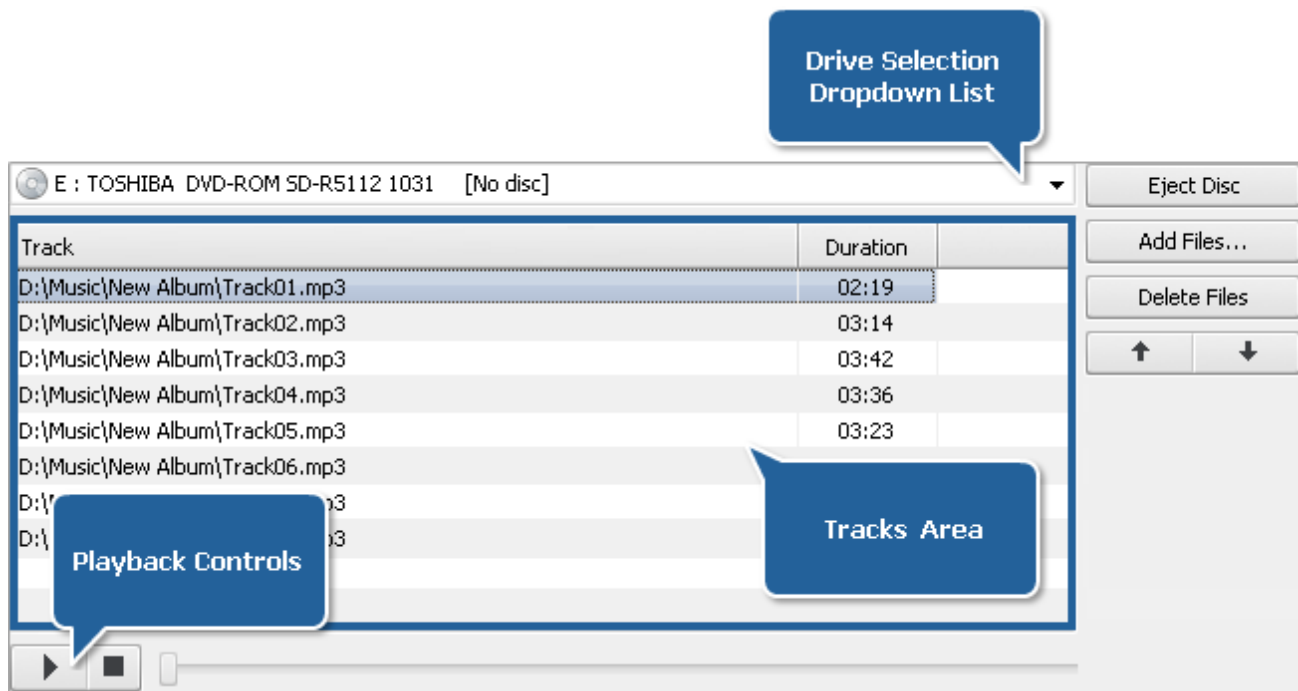 Drive Selection
Dropdown List
E : TOSHIBA DVD-ROM SD-R5112 1031 [No disc]
Eject Disc
Track Duration
Add Files...
D:\Music\New Album\Track01.mp3 02:19
Delete Files
D:\Music\New Album\Track02.mp3 03:14
D:\Music\New Album\Track03.mp3 03:42
D:\Music\New Album\Track04.mp3 03:36
D:\Music\New Album\Track05.mp3 03:23
D:\Music\New Album\Track06.mp3
Tracks Area
Playback Controls